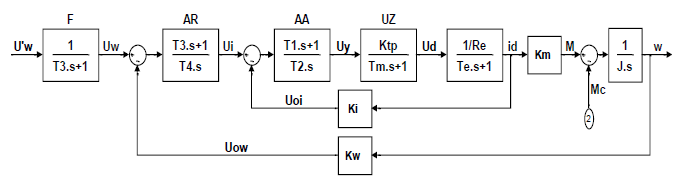 F AR AA UZ
U'w 1 Uw T3.s+1 Ui T1.s+1 Uy Ktp Ud 1/Re id Km M 1 w
T3.s+1 T4.s T2.s Tm.s+1 Te.s+1 J.s
Mc
Uoi Ki
2
Uow Kw